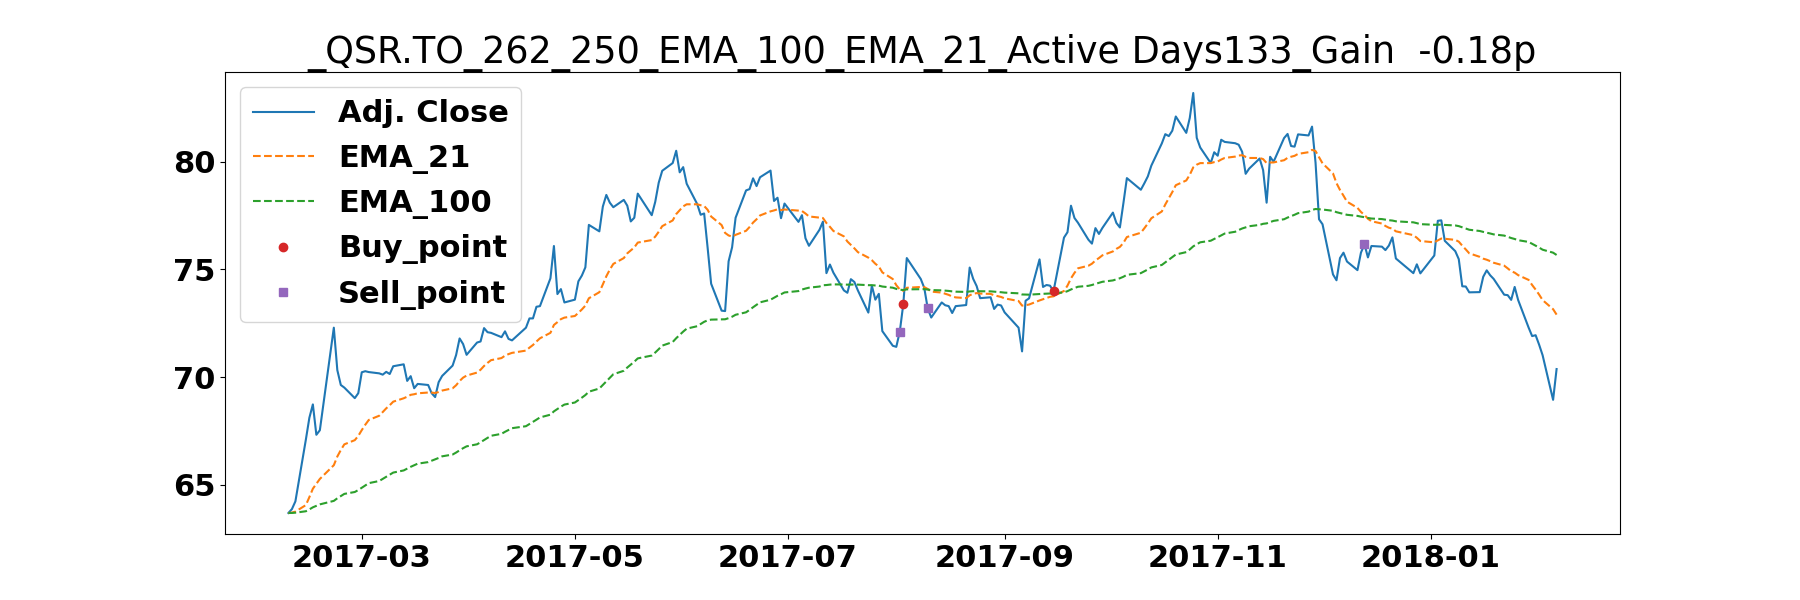 _QSR.TO_262_250_EMA_100_EMA_21_Active Days133_Gain  -0.18p
Adj. Close
EMA_21
EMA_100
Buy_point
Sell_point
80
75
70
65
2017-03 2017-05 2017-07 2017-09 2017-11 2018-01